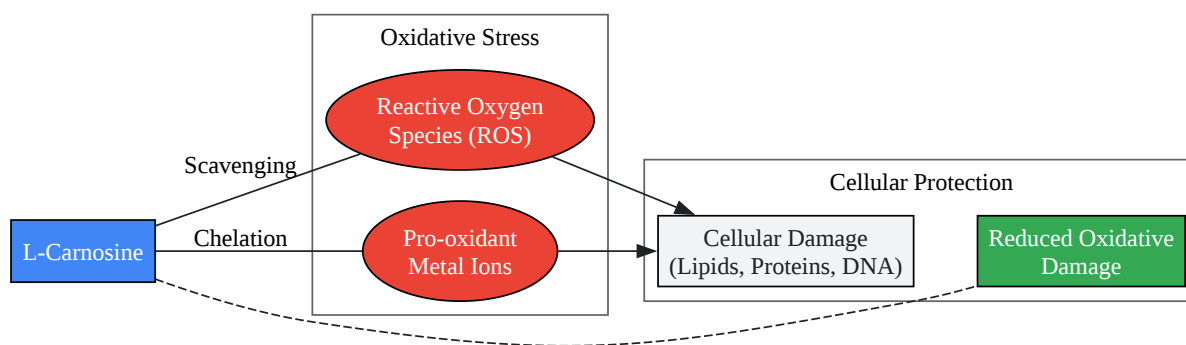 Oxidative Stress
Reactive Oxygen
Species (ROS)
Scavenging
Cellular Protection
L-Carnosine
Chelation
Pro-oxidant
Metal Ions
Cellular Damage
(Lipids, Proteins, DNA)
Reduced Oxidative
Damage